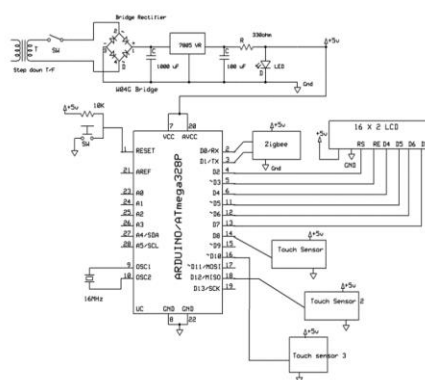 Bridge Rectifier
T
SW
Step down T/F
W04G Bridge
C
1000 uF
7805 VR
C
100 uF
R
330ohm
LED
D
+5v
Gnd
+5v
10K
SW
7 20
VCC AVCC
1 RESET
21 AREF
23 A0
24 A1
25 A2
26 A3
27 A4/SDA
28 A5/SCL
9 OSC1
10 OSC2
16MHz
UC
GND GND
8 22
ARDUINO/ATmega328P
D0/RX 2
D1/TX 3
D2 4
~D3 5
D4 6
~D5 11
~D6 12
D7 13
D8 14
~D9 15
~D10 16
~D11/MOSI 17
D12/MISO 18
D13/SCK 19
+5v
Zigbee
Gnd
16 X 2 LCD
+5v
GND
RS RE D4 D5 D6 D
+5v
Touch Sensor
+5v
Touch Sensor 2
+5v
Touch sensor 3